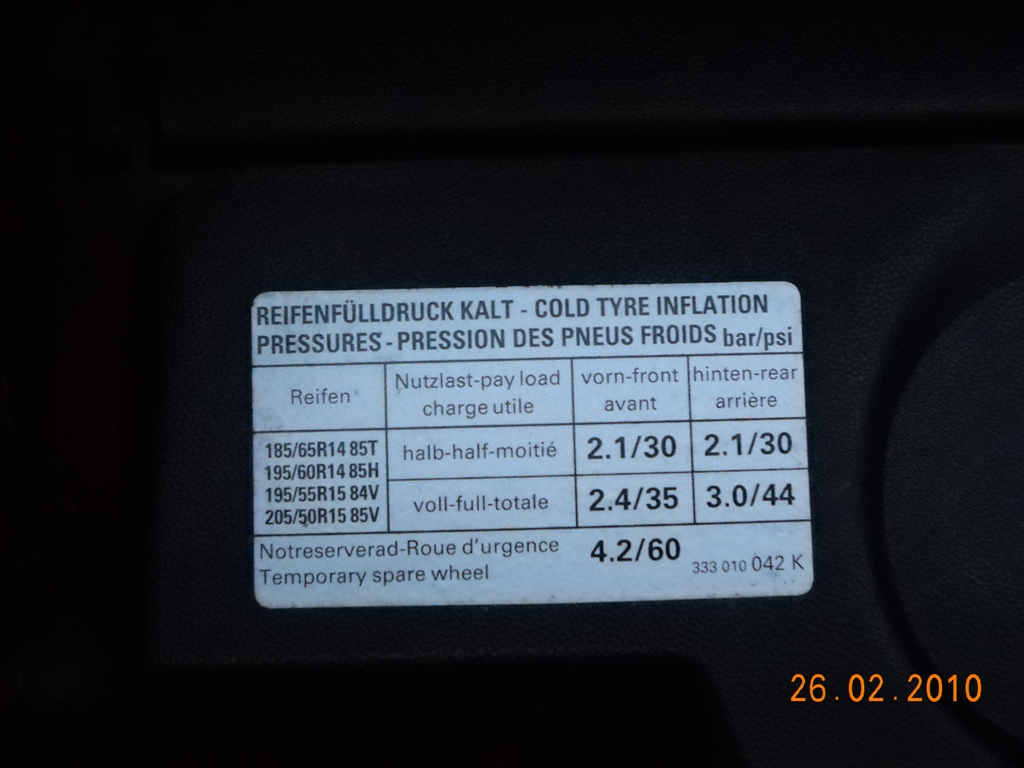 REIFENFÜLLDRUCK KALT - COLD TYRE INFLATION
PRESSURES - PRESSION DES PNEUS FROIDS bar/psi
Reifen
Nutzlast-pay load
charge utile
vorn-front
avant
hinten-rear
arrière
185/65R14 85T
195/60R14 85H
195/55R15 84V
205/50R15 85V
halb-half-moitié
2.1/30
2.1/30
voll-full-totale
2.4/35
3.0/44
Notreserverad-Roue d'urgence
Temporary spare wheel
4.2/60
333 010 042 K
26.02.2010